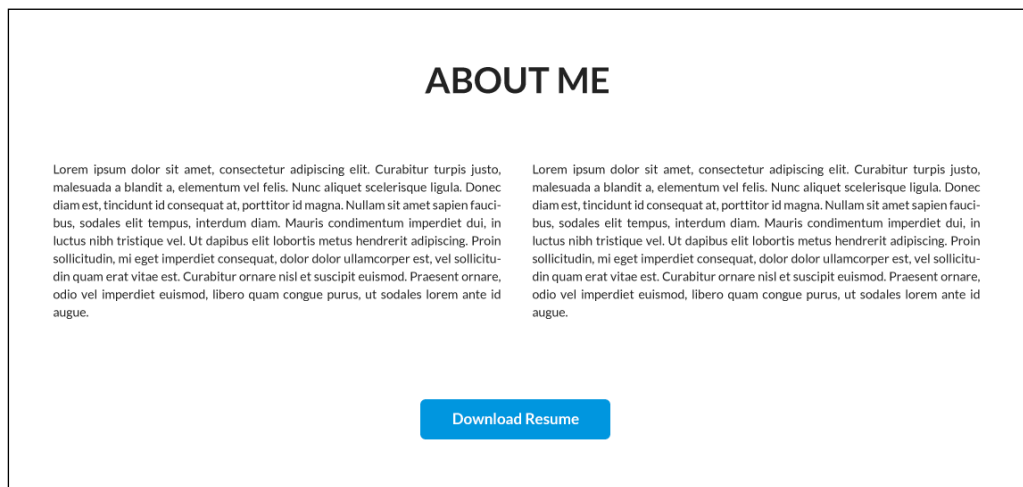 ABOUT ME
Lorem ipsum dolor sit amet, consectetur adipiscing elit. Curabitur turpis justo,
malesuada a blandit a, elementum vel felis. Nunc aliquet scelerisque ligula. Donec
diam est, tincidunt id consequat at, porttitor id magna. Nullam sit amet sapien fauci-
bus, sodales elit tempus, interdum diam. Mauris condimentum imperdiet dui, in
luctus nibh tristique vel. Ut dapibus elit lobortis metus hendrerit adipiscing. Proin
sollicitudin, mi eget imperdiet consequat, dolor dolor ullamcorper est, vel sollicitu-
din quam erat vitae est. Curabitur ornare nisl et suscipit euismod. Praesent ornare,
odio vel imperdiet euismod, libero quam congue purus, ut sodales lorem ante id
augue.
Lorem ipsum dolor sit amet, consectetur adipiscing elit. Curabitur turpis justo,
malesuada a blandit a, elementum vel felis. Nunc aliquet scelerisque ligula. Donec
diam est, tincidunt id consequat at, porttitor id magna. Nullam sit amet sapien fauci-
bus, sodales elit tempus, interdum diam. Mauris condimentum imperdiet dui, in
luctus nibh tristique vel. Ut dapibus elit lobortis metus hendrerit adipiscing. Proin
sollicitudin, mi eget imperdiet consequat, dolor dolor ullamcorper est, vel sollicitu-
din quam erat vitae est. Curabitur ornare nisl et suscipit euismod. Praesent ornare,
odio vel imperdiet euismod, libero quam congue purus, ut sodales lorem ante id
augue.
Download Resume